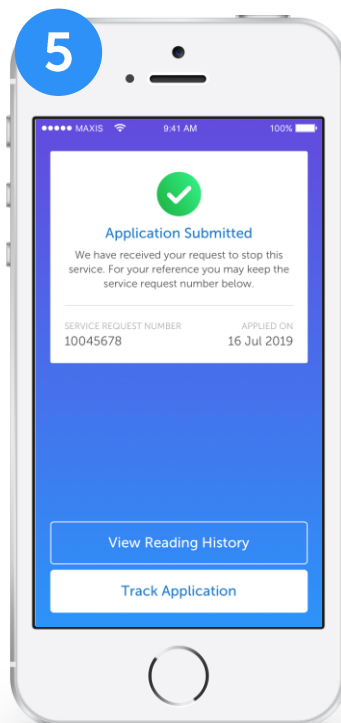 5
MAXIS 9:41 AM 100%
Application Submitted
We have received your request to stop this
service. For your reference you may keep the
service request number below.
SERVICE REQUEST NUMBER APPLIED ON
10045678 16 Jul 2019
View Reading History
Track Application